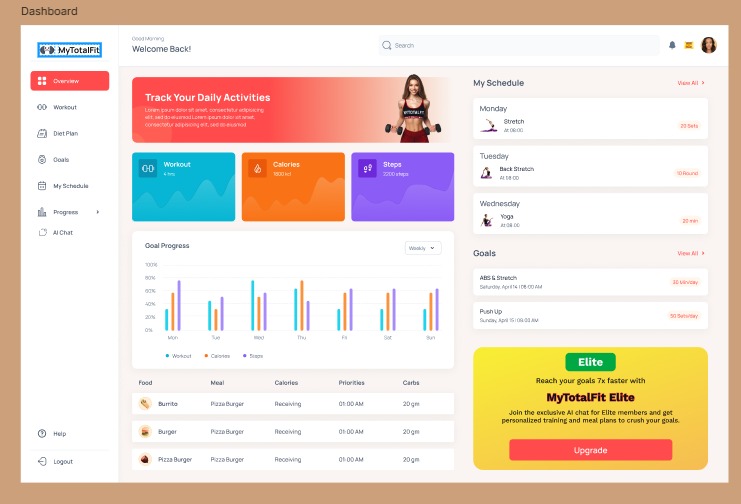 Dashboard
MyTotalFit
Good Morning
Welcome Back!
Search
Overview
Workout
Diet Plan
Goals
My Schedule
Progress
AI Chat
Help
Logout
Track Your Daily Activities
Lorem ipsum dolor sit amet, consectetur adipiscing
elit, sed do eiusmod Lorem ipsum dolor sit amet,
consectetur adipiscing elit, sed do eiusmod
MYTOTALFIT
Workout
4 hrs
Calories
1800 kcl
Steps
2200 steps
Goal Progress
Weekly
100%
80%
60%
40%
20%
0%
Mon
Tue
Wed
Thu
Fri
Sat
Sun
Workout
Calories
Steps
Food Meal Calories Priorities Carbs
Burrito Pizza Burger Receiving 01:00 AM 20 gm
Burger Pizza Burger Receiving 01:00 AM 20 gm
Pizza Burger Pizza Burger Receiving 01:00 AM 20 gm
My Schedule
View All
Monday
Stretch
At 08:00
20 Sets
Tuesday
Back Stretch
At 08:00
10 Round
Wednesday
Yoga
At 08:00
20 min
Goals
View All
ABS & Stretch
Saturday, April 14 | 08:00 AM
30 Min/day
Push Up
Sunday, April 15 | 08:00 AM
50 Set/day
Elite
Reach your goals 7x faster with
MyTotalFit Elite
Join the exclusive AI chat for Elite members and get
personalized training and meal plans to crush your goals.
Upgrade